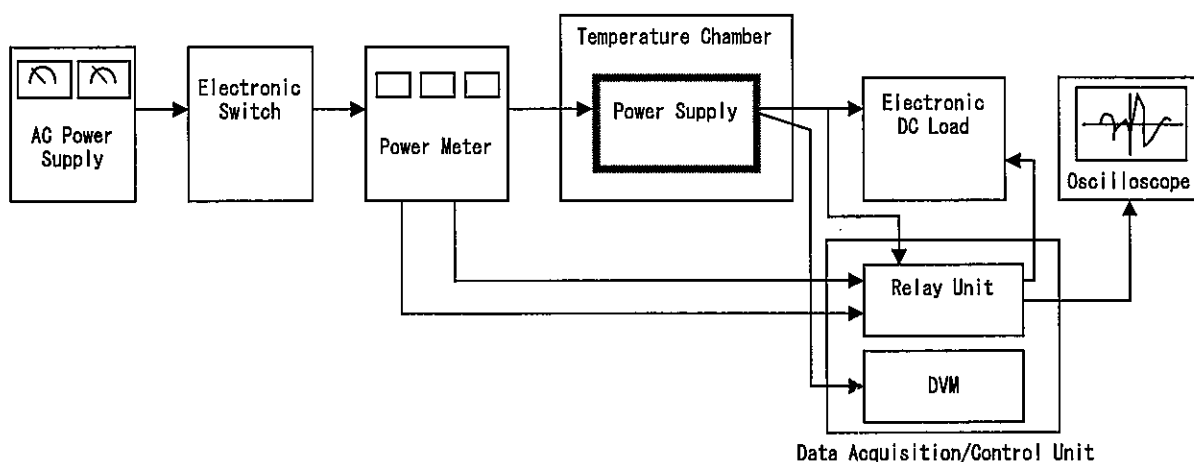 AC Power
Supply
Electronic
Switch
Power Meter
Temperature Chamber
Power Supply
Electronic
DC Load
Oscilloscope
Relay Unit
DVM
Data Acquisition/Control Unit